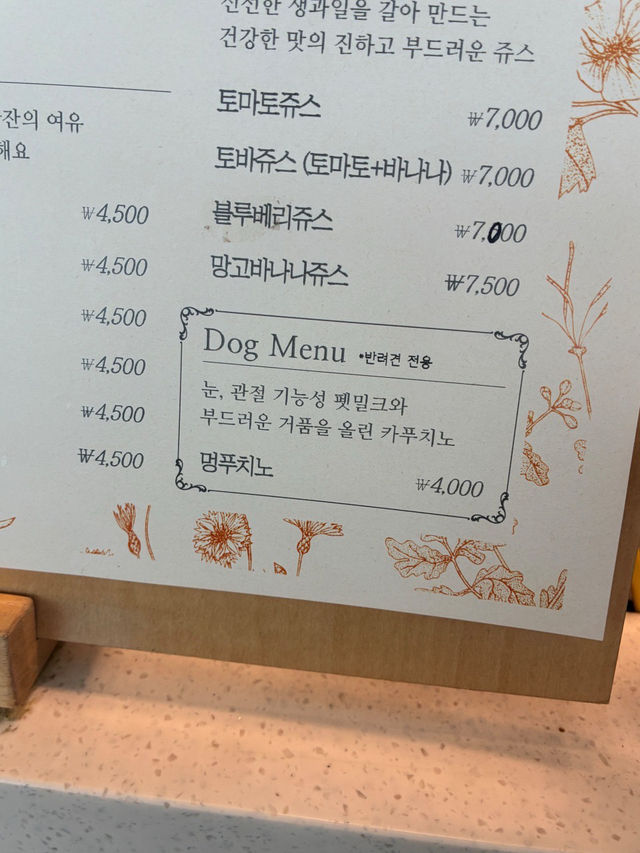 신선한 생과일을 갈아 만드는
건강한 맛의 진하고 부드러운 쥬스
토마토쥬스 ₩7,000
토바쥬스 (토마토+바나나) ₩7,000
블루베리쥬스 ₩7,000
망고바나나쥬스 ₩7,500
잔의 여유
해요
₩4,500
₩4,500
₩4,500
₩4,500
₩4,500
₩4,500
Dog Menu •반려견 전용
눈, 관절 기능성 펫밀크와
부드러운 거품을 올린 카푸치노
멍푸치노
₩4,000